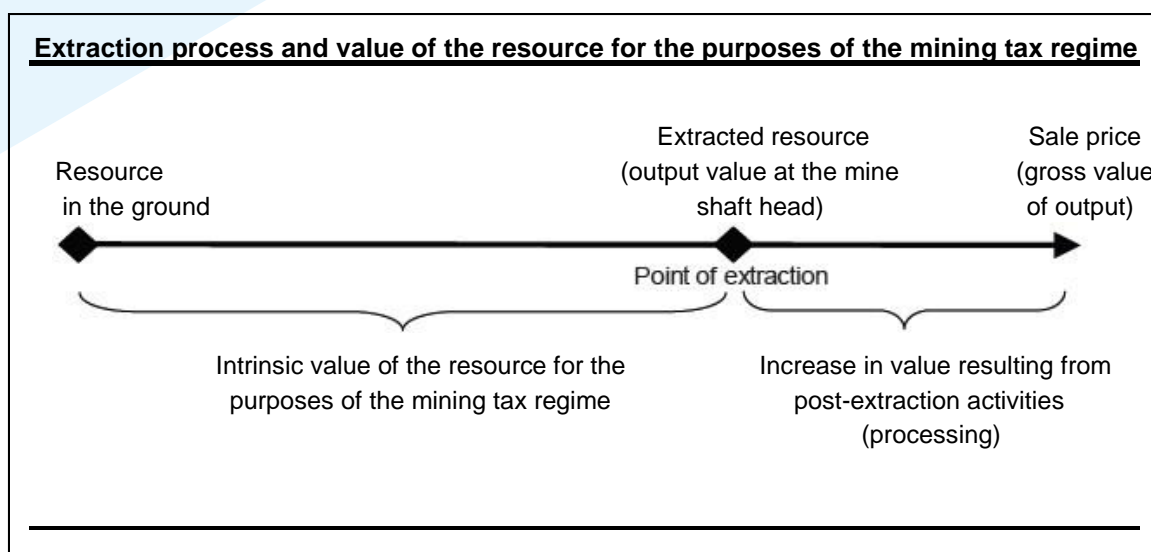 Extraction process and value of the resource for the purposes of the mining tax regime
Resource
in the ground
Extracted resource
(output value at the mine
shaft head)
Sale price
(gross value
of output)
Point of extraction
Intrinsic value of the resource for the
purposes of the mining tax regime
Increase in value resulting from
post-extraction activities
(processing)